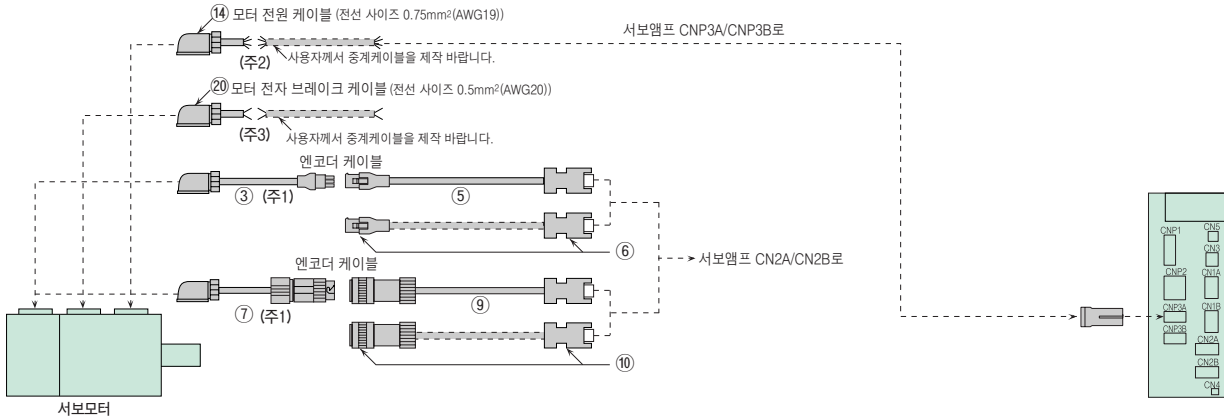 ⑭ 모터 전원 케이블 (전선 사이즈 0.75mm²(AWG19))
서보앰프 CNP3A/CNP3B로
(주2)
사용자께서 중계케이블을 제작 바랍니다.
⑳ 모터 전자 브레이크 케이블 (전선 사이즈 0.5mm²(AWG20))
(주3)
사용자께서 중계케이블을 제작 바랍니다.
엔코더 케이블
③ (주1)
⑤
⑥
서보앰프 CN2A/CN2B로
엔코더 케이블
⑦ (주1)
⑨
⑩
서보모터
CNP1
CN5
CN3
CNP2
CN1A
CNP3A
CN1B
CNP3B
CN2A
CN2B
CN4